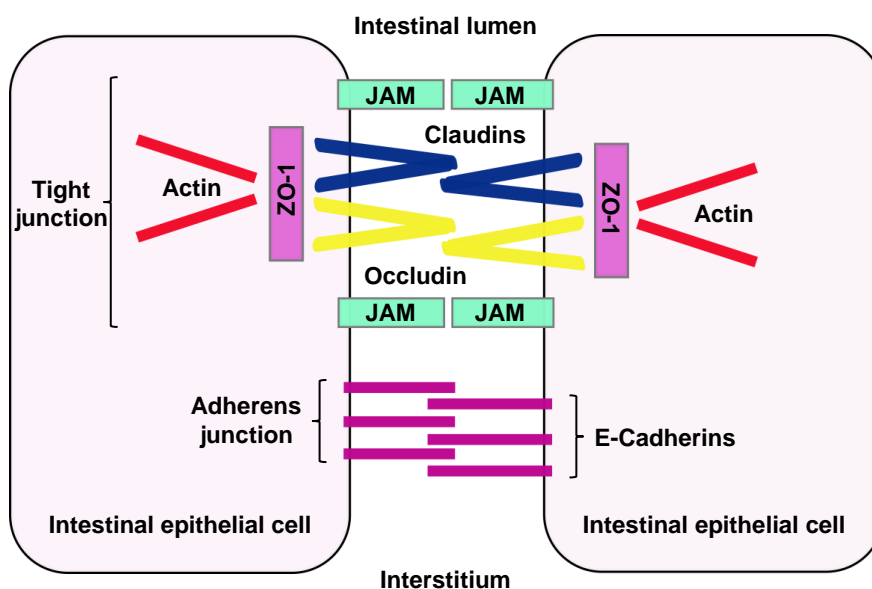 Intestinal lumen
JAM JAM
Claudins
ZO-1
ZO-1
Actin
Actin
Tight
junction
Occludin
JAM JAM
Adherens
junction
E-Cadherins
Intestinal epithelial cell
Intestinal epithelial cell
Interstitium